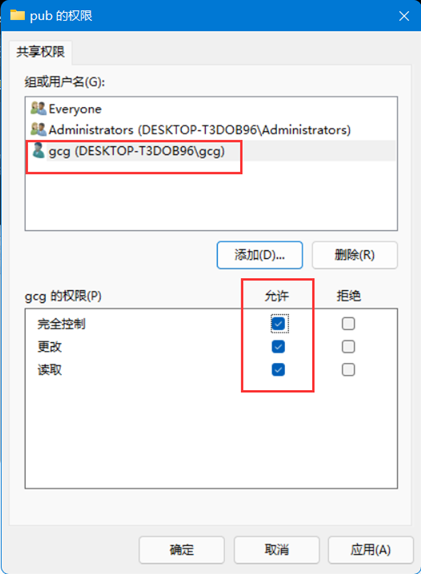 pub 的权限
共享权限
组或用户名(G):
Everyone
Administrators (DESKTOP-T3DOB96\Administrators)
gcg (DESKTOP-T3DOB96\gcg)
添加(D)... 删除(R)
gcg 的权限(P) 允许 拒绝
完全控制
更改
读取
确定 取消 应用(A)